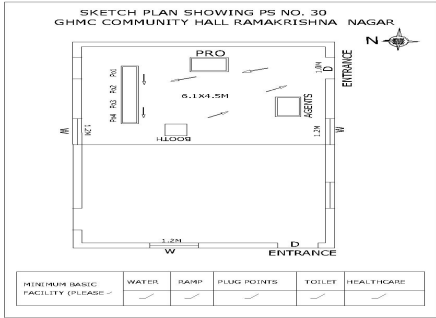 SKETCH PLAN SHOWING PS NO. 30
GHMC COMMUNITY HALL RAMAKRISHNA NAGAR
N
PRO
D
1.0M
ENTRANCE
PO1
PO2
PO3
PO4
6.1X4.5M
AGENTS
W
1.2M
1.2M
W
BOOTH
1.2M
W
D
ENTRANCE
MINIMUM BASIC
FACILITY (PLEASE ✓
WATER
RAMP
PLUG POINTS
TOILET
HEALTHCARE
✓ ✓ ✓ ✓ ✓